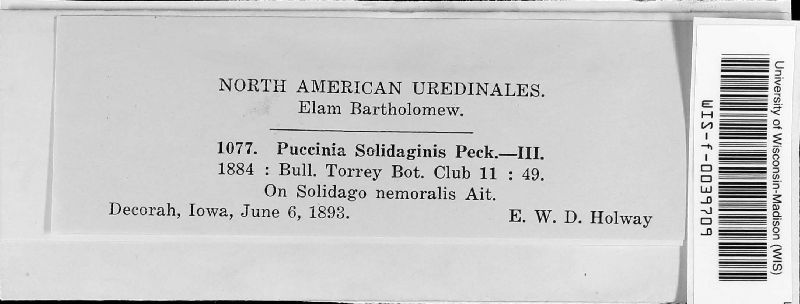 NORTH AMERICAN UREDINALES.
Elam Bartholomew.
1077. Puccinia Solidaginis Peck.—III.
1884 : Bull. Torrey Bot. Club 11 : 49.
On Solidago nemoralis Ait.
Decorah, Iowa, June 6, 1893. E. W. D. Holway
University of Wisconsin-Madison (WIS)
WIS-f-0039709